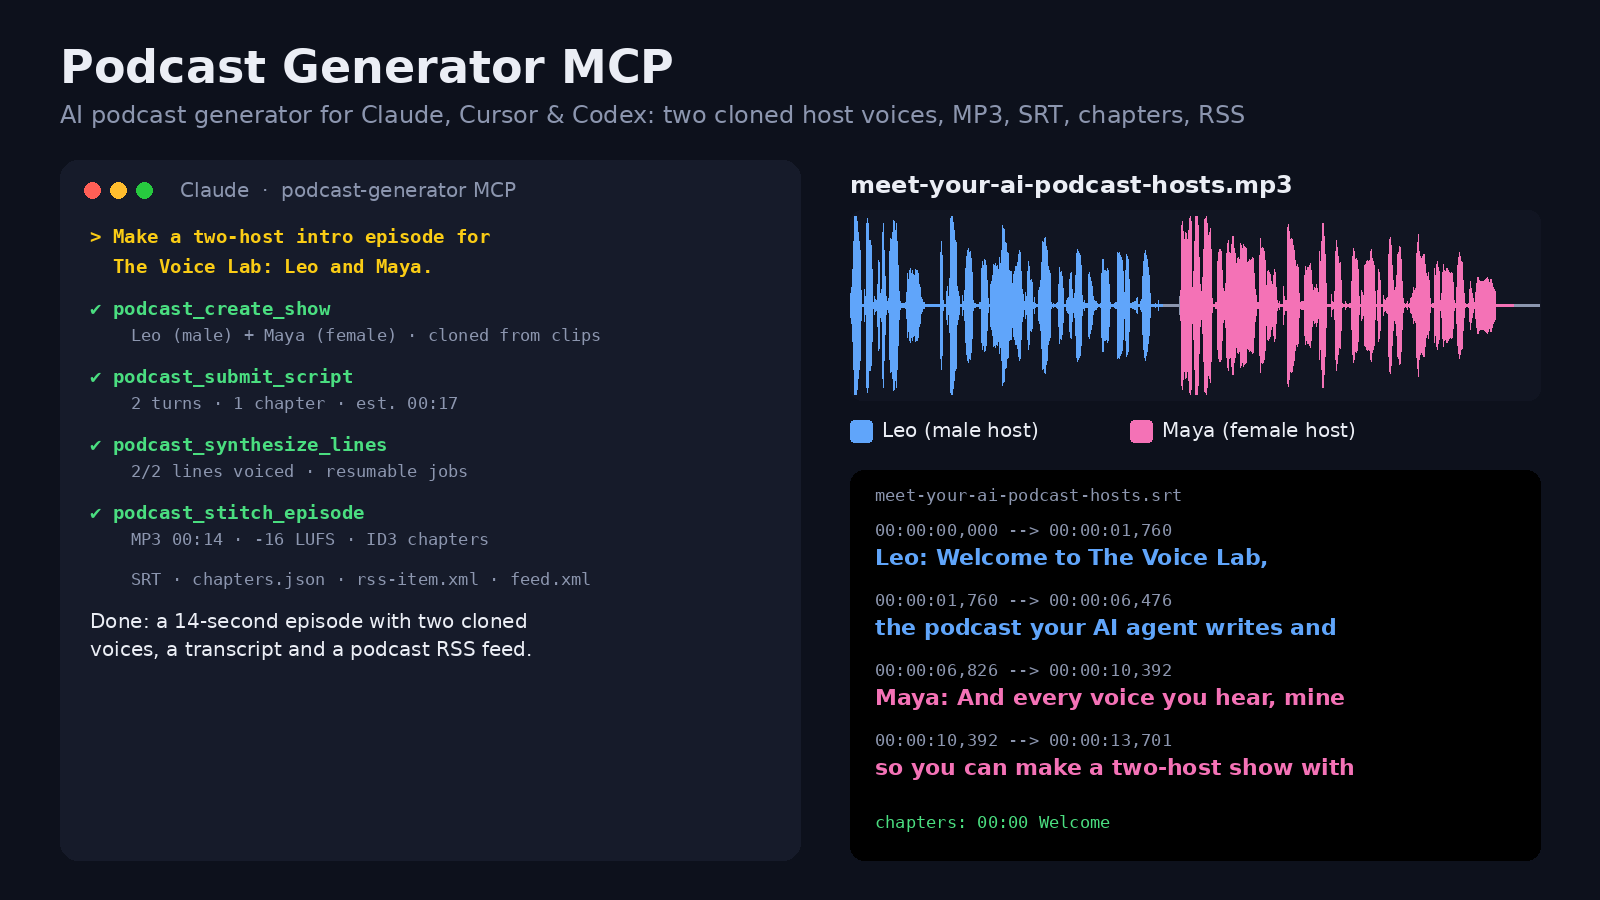 Podcast Generator MCP
AI podcast generator for Claude, Cursor & Codex: two cloned host voices, MP3, SRT, chapters, RSS
Claude · podcast-generator MCP
> Make a two-host intro episode for
The Voice Lab: Leo and Maya.
✔ podcast_create_show
Leo (male) + Maya (female) · cloned from clips
✔ podcast_submit_script
2 turns · 1 chapter · est. 00:17
✔ podcast_synthesize_lines
2/2 lines voiced · resumable jobs
✔ podcast_stitch_episode
MP3 00:14 · -16 LUFS · ID3 chapters
SRT · chapters.json · rss-item.xml · feed.xml
Done: a 14-second episode with two cloned
voices, a transcript and a podcast RSS feed.
meet-your-ai-podcast-hosts.mp3
Leo (male host)
Maya (female host)
meet-your-ai-podcast-hosts.srt
00:00:00,000 --> 00:00:01,760
Leo: Welcome to The Voice Lab,
00:00:01,760 --> 00:00:06,476
the podcast your AI agent writes and
00:00:06,826 --> 00:00:10,392
Maya: And every voice you hear, mine
00:00:10,392 --> 00:00:13,701
so you can make a two-host show with
chapters: 00:00 Welcome